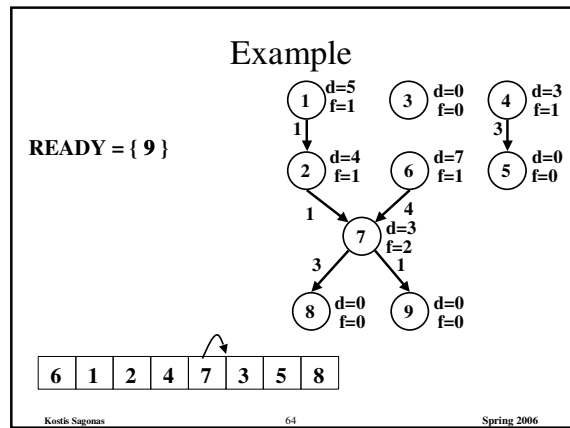 Example
1 d=5 f=1
3 d=0 f=0
4 d=3 f=1
1
3
READY = { 9 }
2 d=4 f=1
6 d=7 f=1
5 d=0 f=0
1
4
7 d=3 f=2
3
1
8 d=0 f=0
9 d=0 f=0
6 1 2 4 7 3 5 8
Kostis Sagonas 64 Spring 2006